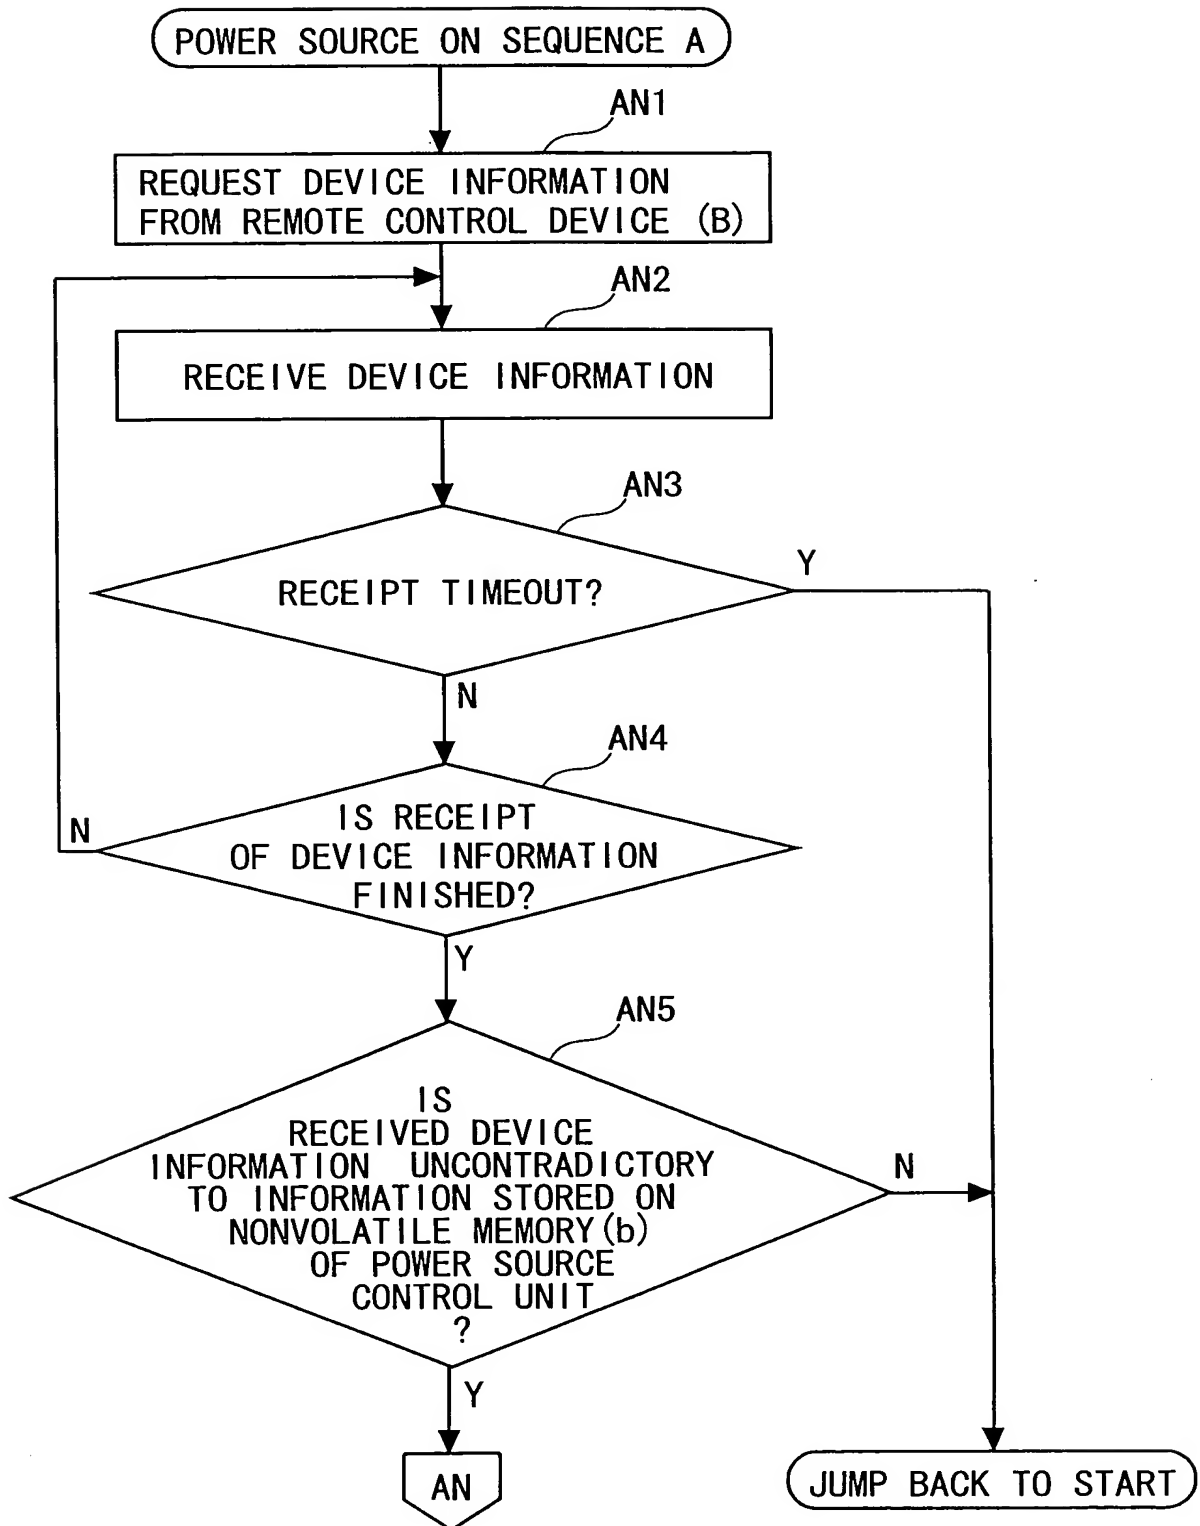 POWER SOURCE ON SEQUENCE A
AN1
REQUEST DEVICE INFORMATION
FROM REMOTE CONTROL DEVICE (B)
AN2
RECEIVE DEVICE INFORMATION
AN3
RECEIPT TIMEOUT?
Y
N
AN4
IS RECEIPT
OF DEVICE INFORMATION
FINISHED?
N
Y
AN5
IS
RECEIVED DEVICE
INFORMATION UNCONTRADICTORY
TO INFORMATION STORED ON
NONVOLATILE MEMORY(b)
OF POWER SOURCE
CONTROL UNIT
?
N
Y
AN
JUMP BACK TO START